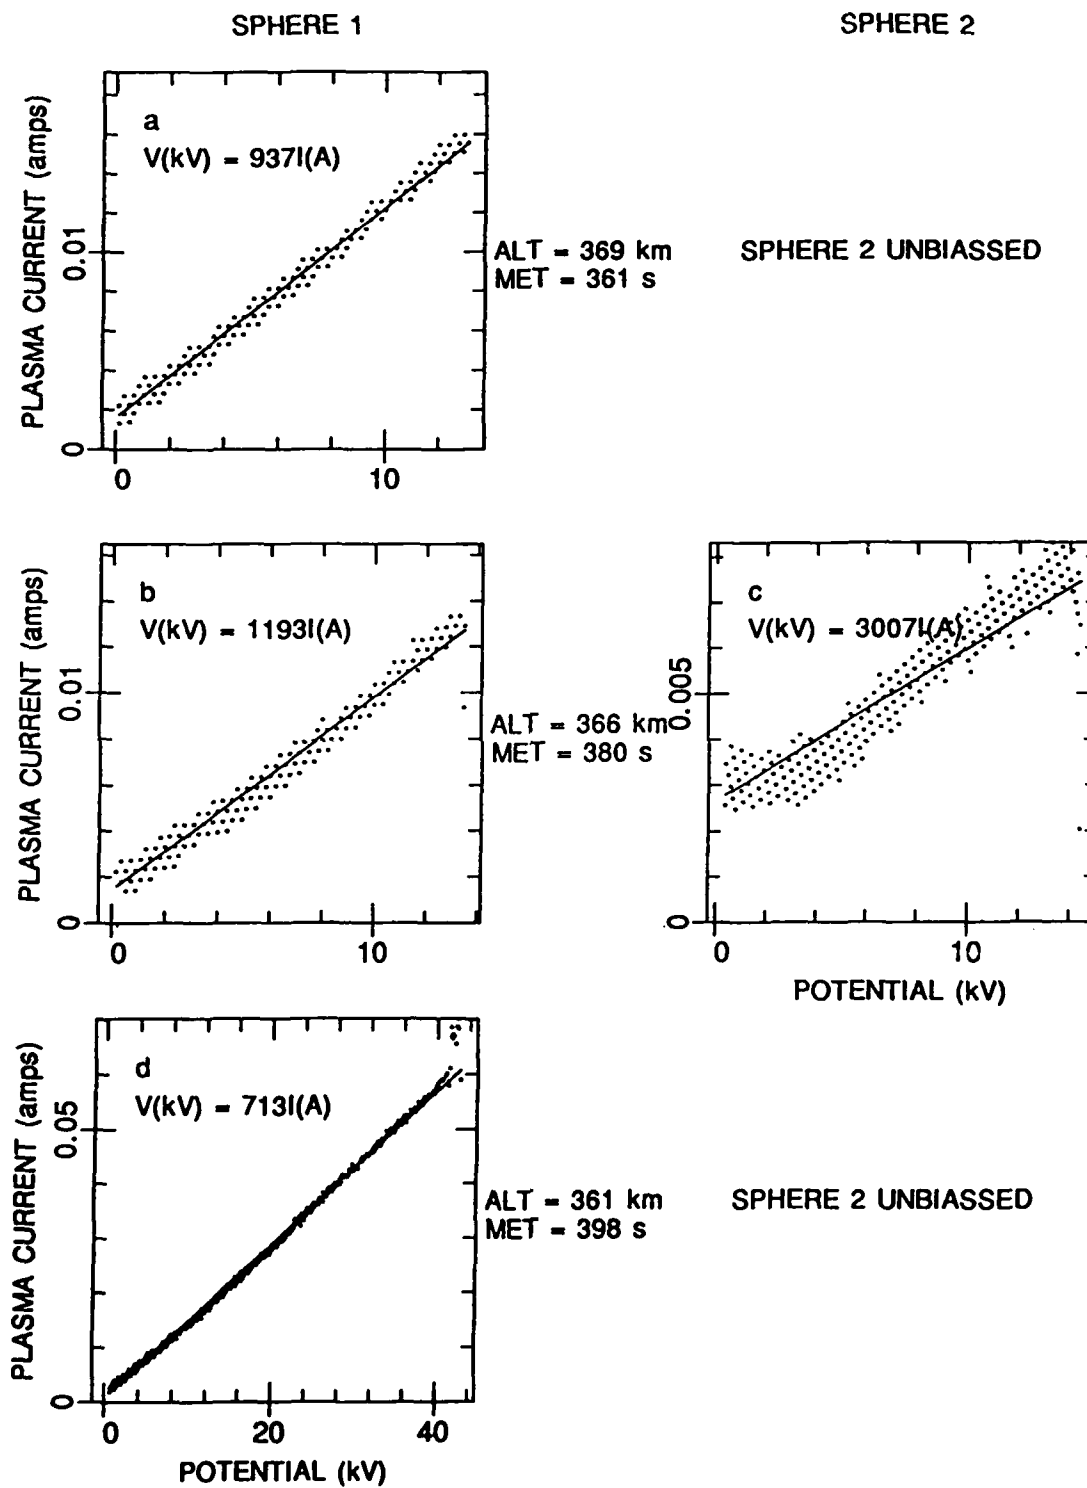 SPHERE 1
SPHERE 2
PLASMA CURRENT (amps)
a
V(kV) = 937I(A)
0.01
0
0
10
ALT = 369 km
MET = 361 s
SPHERE 2 UNBIASSED
PLASMA CURRENT (amps)
b
V(kV) = 1193I(A)
0.01
0
0
10
ALT = 366 km
MET = 380 s
c
V(kV) = 3007I(A)
0.005
0
0
10
POTENTIAL (kV)
PLASMA CURRENT (amps)
d
V(kV) = 713I(A)
0.05
0
0
20
40
POTENTIAL (kV)
ALT = 361 km
MET = 398 s
SPHERE 2 UNBIASSED